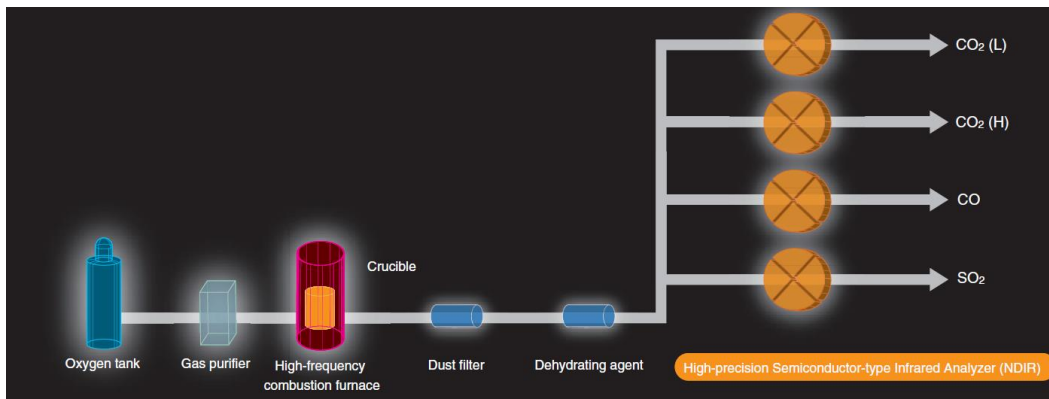 CO₂ (L)
CO₂ (H)
CO
SO₂
Crucible
Oxygen tank
Gas purifier
High-frequency
combustion furnace
Dust filter
Dehydrating agent
High-precision Semiconductor-type Infrared Analyzer (NDIR)